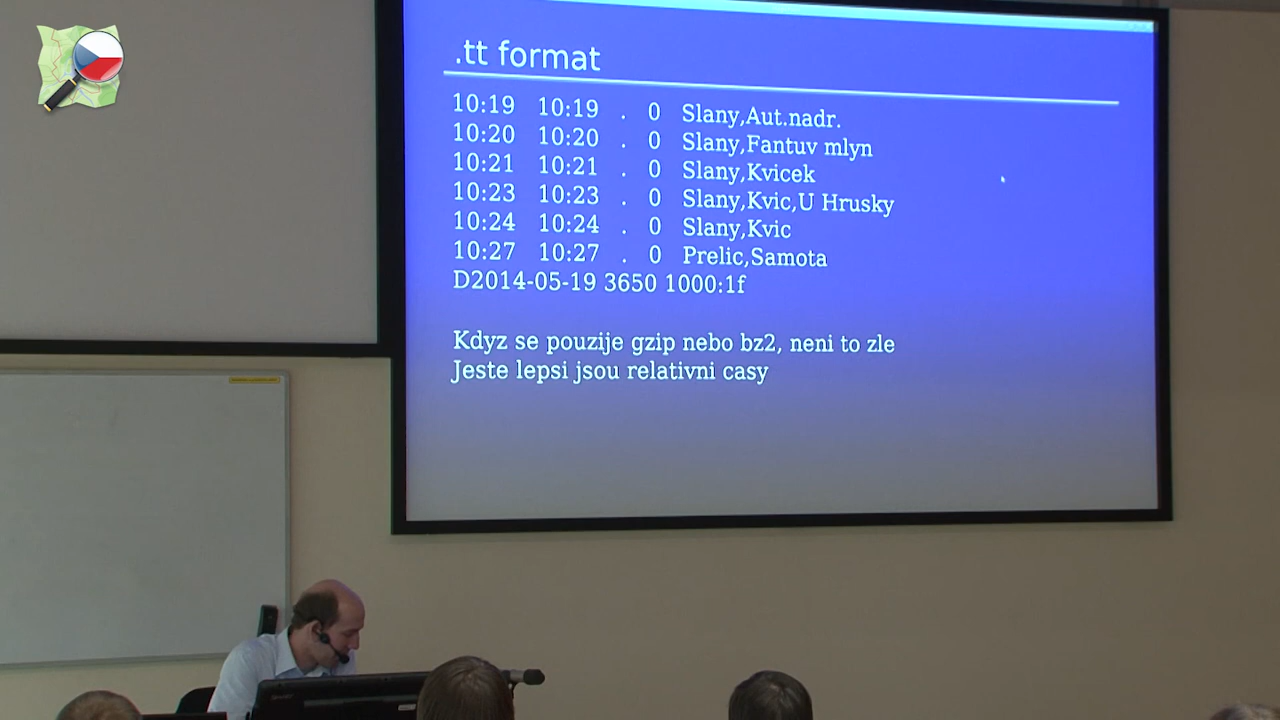 .tt format
10:19 10:19 . 0 Slany,Aut.nadr.
10:20 10:20 . 0 Slany,Fantuv mlyn
10:21 10:21 . 0 Slany,Kvicek
10:23 10:23 . 0 Slany,Kvic,U Hrusky
10:24 10:24 . 0 Slany,Kvic
10:27 10:27 . 0 Prelic,Samota
D2014-05-19 3650 1000:1f
Kdyz se pouzije gzip nebo bz2, neni to zle
Jeste lepsi jsou relativni casy